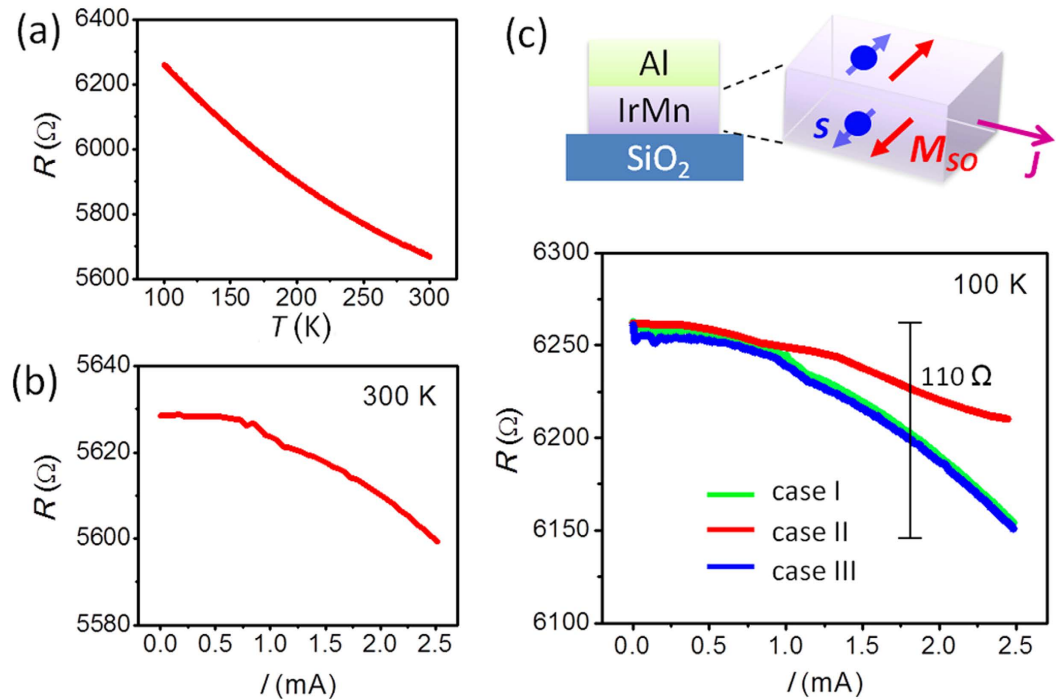 (a)
6400
6200
6000
5800
5600
R (Ω)
100 150 200 250 300
T (K)
(b)
300 K
5640
5620
5600
5580
R (Ω)
0.0 0.5 1.0 1.5 2.0 2.5
I (mA)
(c)
Al
IrMn
SiO₂
s
M_SO
J
6300
6250
6200
6150
6100
R (Ω)
100 K
110 Ω
case I
case II
case III
0.0 0.5 1.0 1.5 2.0 2.5
I (mA)